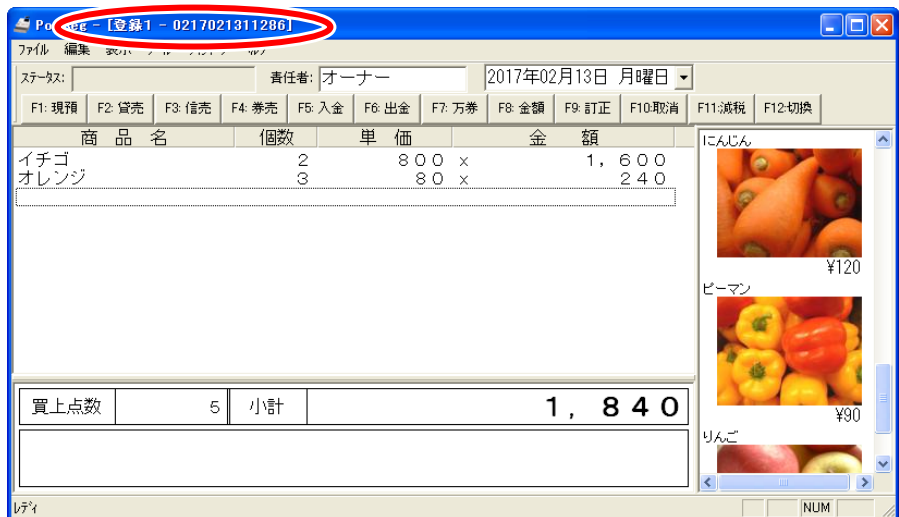 [登録1 - 0217021311286]
ファイル 編集
ステータス: 責任者: オーナー 2017年02月13日 月曜日
F1: 現預 F2: 貸売 F3: 信売 F4: 券売 F5: 入金 F6: 出金 F7: 万券 F8: 金額 F9: 訂正 F10:取消 F11:減税 F12:切換
商 品 名 個数 単 価 金 額
イチゴ 2 800 x 1,600
オレンジ 3 80 x 240
にんじん
¥120
ピーマン
¥90
りんご
買上点数 5 小計 1,840
レディ NUM